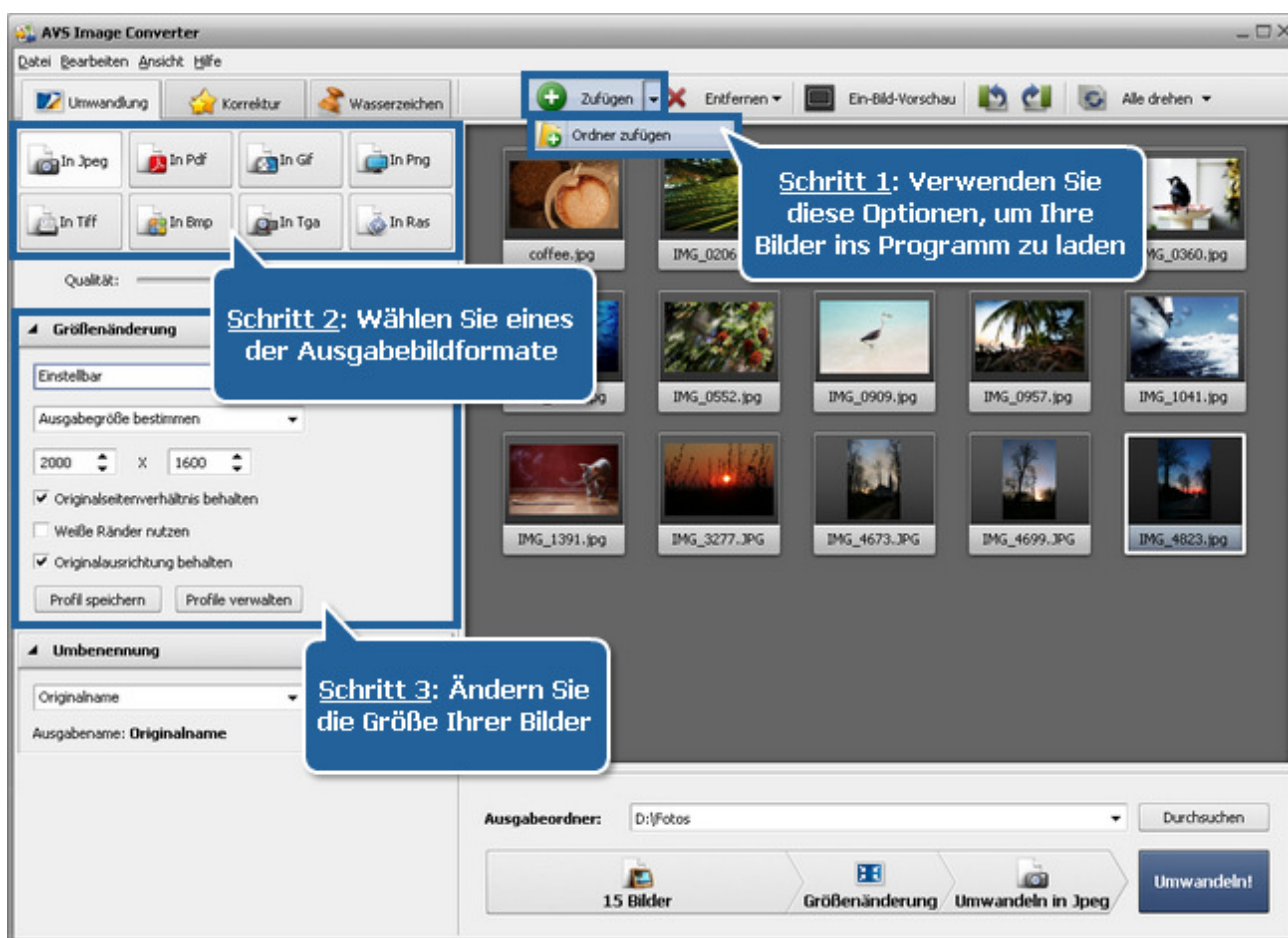 AVS Image Converter
Datei Bearbeiten Ansicht Hilfe
Umwandlung Korrektur Wasserzeichen
Zufügen Entfernen Ein-Bild-Vorschau Alle drehen
Ordner zufügen
In Jpeg In Pdf In Gif In Png
In Tiff In Bmp In Tga In Ras
Qualität:
Schritt 1: Verwenden Sie
diese Optionen, um Ihre
Bilder ins Programm zu laden
coffee.jpg IMG_0206 MG_0360.jpg
Schritt 2: Wählen Sie eines
der Ausgabebildformate
Größenänderung
Einstellbar
Ausgabegröße bestimmen
2000 X 1600
Originalseitenverhältnis behalten
Weiße Ränder nutzen
Originalausrichtung behalten
Profil speichern Profile verwalten
IMG_0552.jpg IMG_0909.jpg IMG_0957.jpg IMG_1041.jpg
IMG_1391.jpg IMG_3277.JPG IMG_4673.JPG IMG_4699.JPG IMG_4823.jpg
Umbenennung
Originalname
Ausgabename: Originalname
Schritt 3: Ändern Sie
die Größe Ihrer Bilder
Ausgabeordner: D:\Fotos Durchsuchen
15 Bilder Größenänderung Umwandeln in Jpeg Umwandeln!